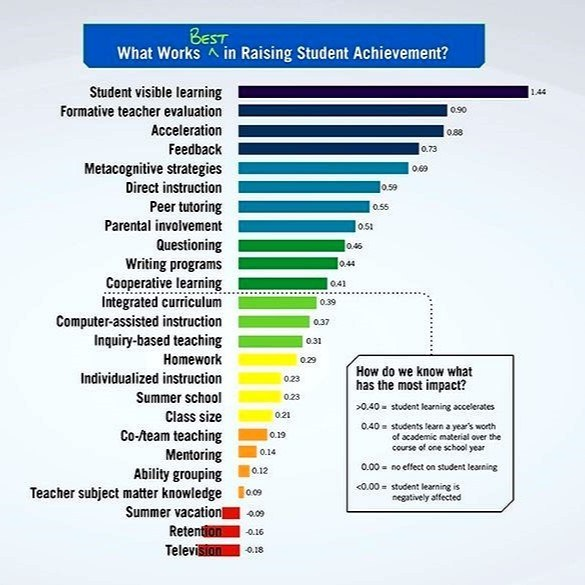 BEST
What Works ^ in Raising Student Achievement?
Student visible learning 1.44
Formative teacher evaluation 0.90
Acceleration 0.88
Feedback 0.73
Metacognitive strategies 0.69
Direct instruction 0.59
Peer tutoring 0.55
Parental involvement 0.51
Questioning 0.46
Writing programs 0.44
Cooperative learning 0.41
Integrated curriculum 0.39
Computer-assisted instruction 0.37
Inquiry-based teaching 0.31
Homework 0.29
Individualized instruction 0.23
Summer school 0.23
Class size 0.21
Co-/team teaching 0.19
Mentoring 0.14
Ability grouping 0.12
Teacher subject matter knowledge 0.09
Summer vacation -0.09
Retention -0.16
Television -0.18
How do we know what
has the most impact?
>0.40 = student learning accelerates
0.40 = students learn a year's worth
of academic material over the
course of one school year
0.00 = no effect on student learning
<0.00 = student learning is
negatively affected